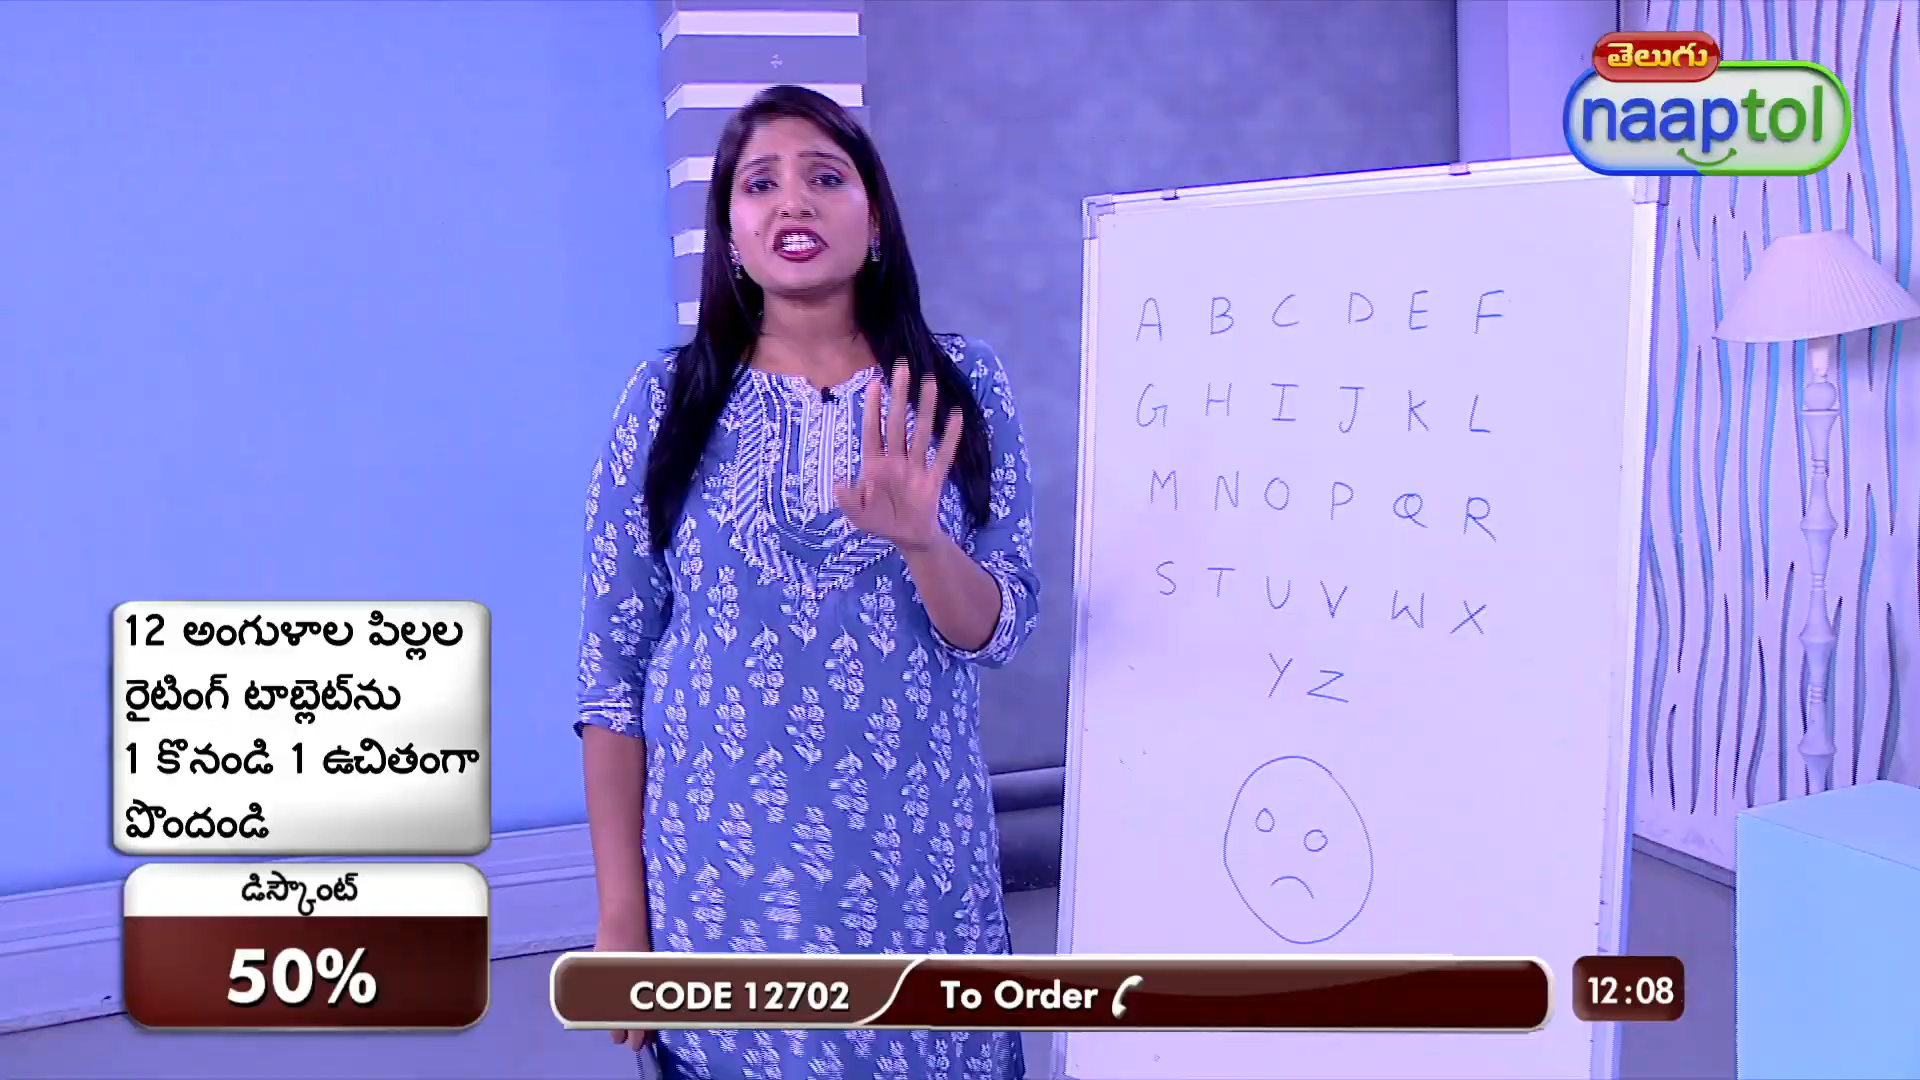 తెలుగు
naaptol
A B C D E F
G H I J K L
M N O P Q R
S T U V W X
Y Z
12 అంగుళాల పిల్లల
రైటింగ్ టాబ్లెట్‌ను
1 కొనండి 1 ఉచితంగా
పొందండి
డిస్కౌంట్
50%
CODE 12702 To Order
12:08